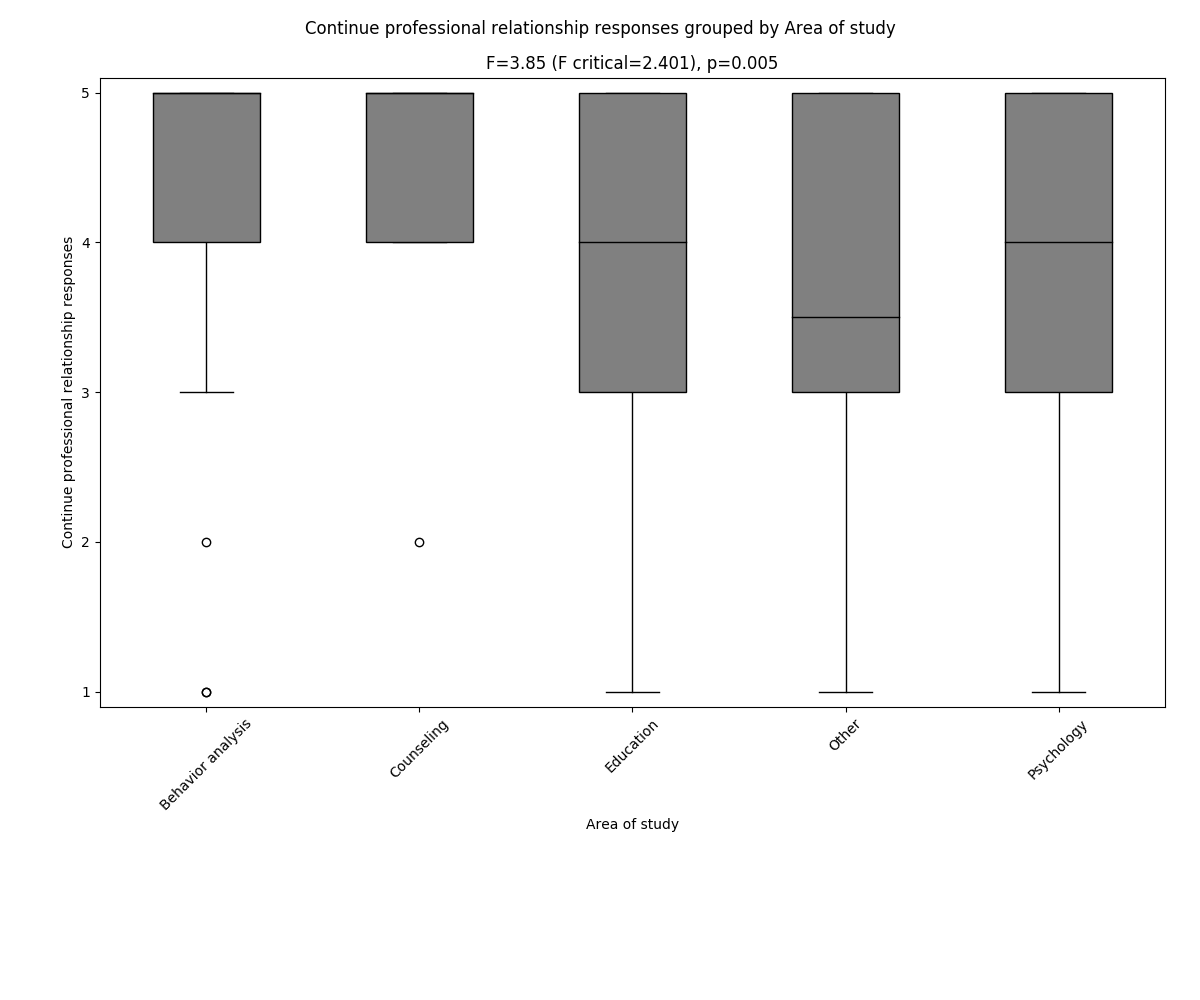 Continue professional relationship responses grouped by Area of study
F=3.85 (F critical=2.401), p=0.005
Continue professional relationship responses
5
4
3
2
1
Behavior analysis
Counseling
Education
Other
Psychology
Area of study